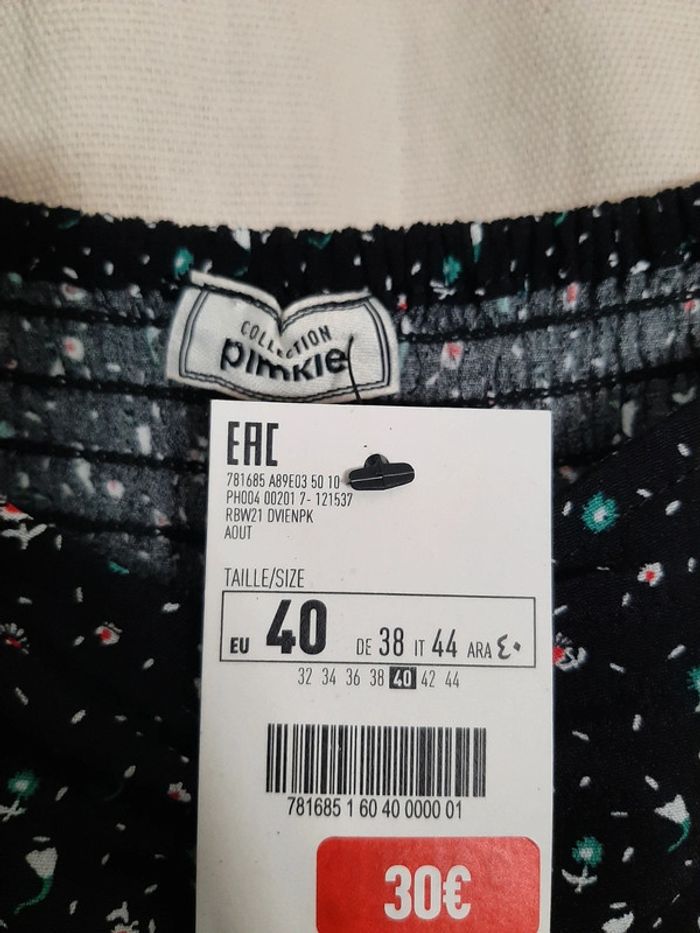 COLLECTION
pimkie
EAC
781685 A89E03 50 10
PH004 00201 7- 121537
RBW21 DVIENPK
AOUT
TAILLE/SIZE
EU 40 DE 38 IT 44 ARA ٤٠
32 34 36 38 40 42 44
781685 1 60 40 0000 01
30€